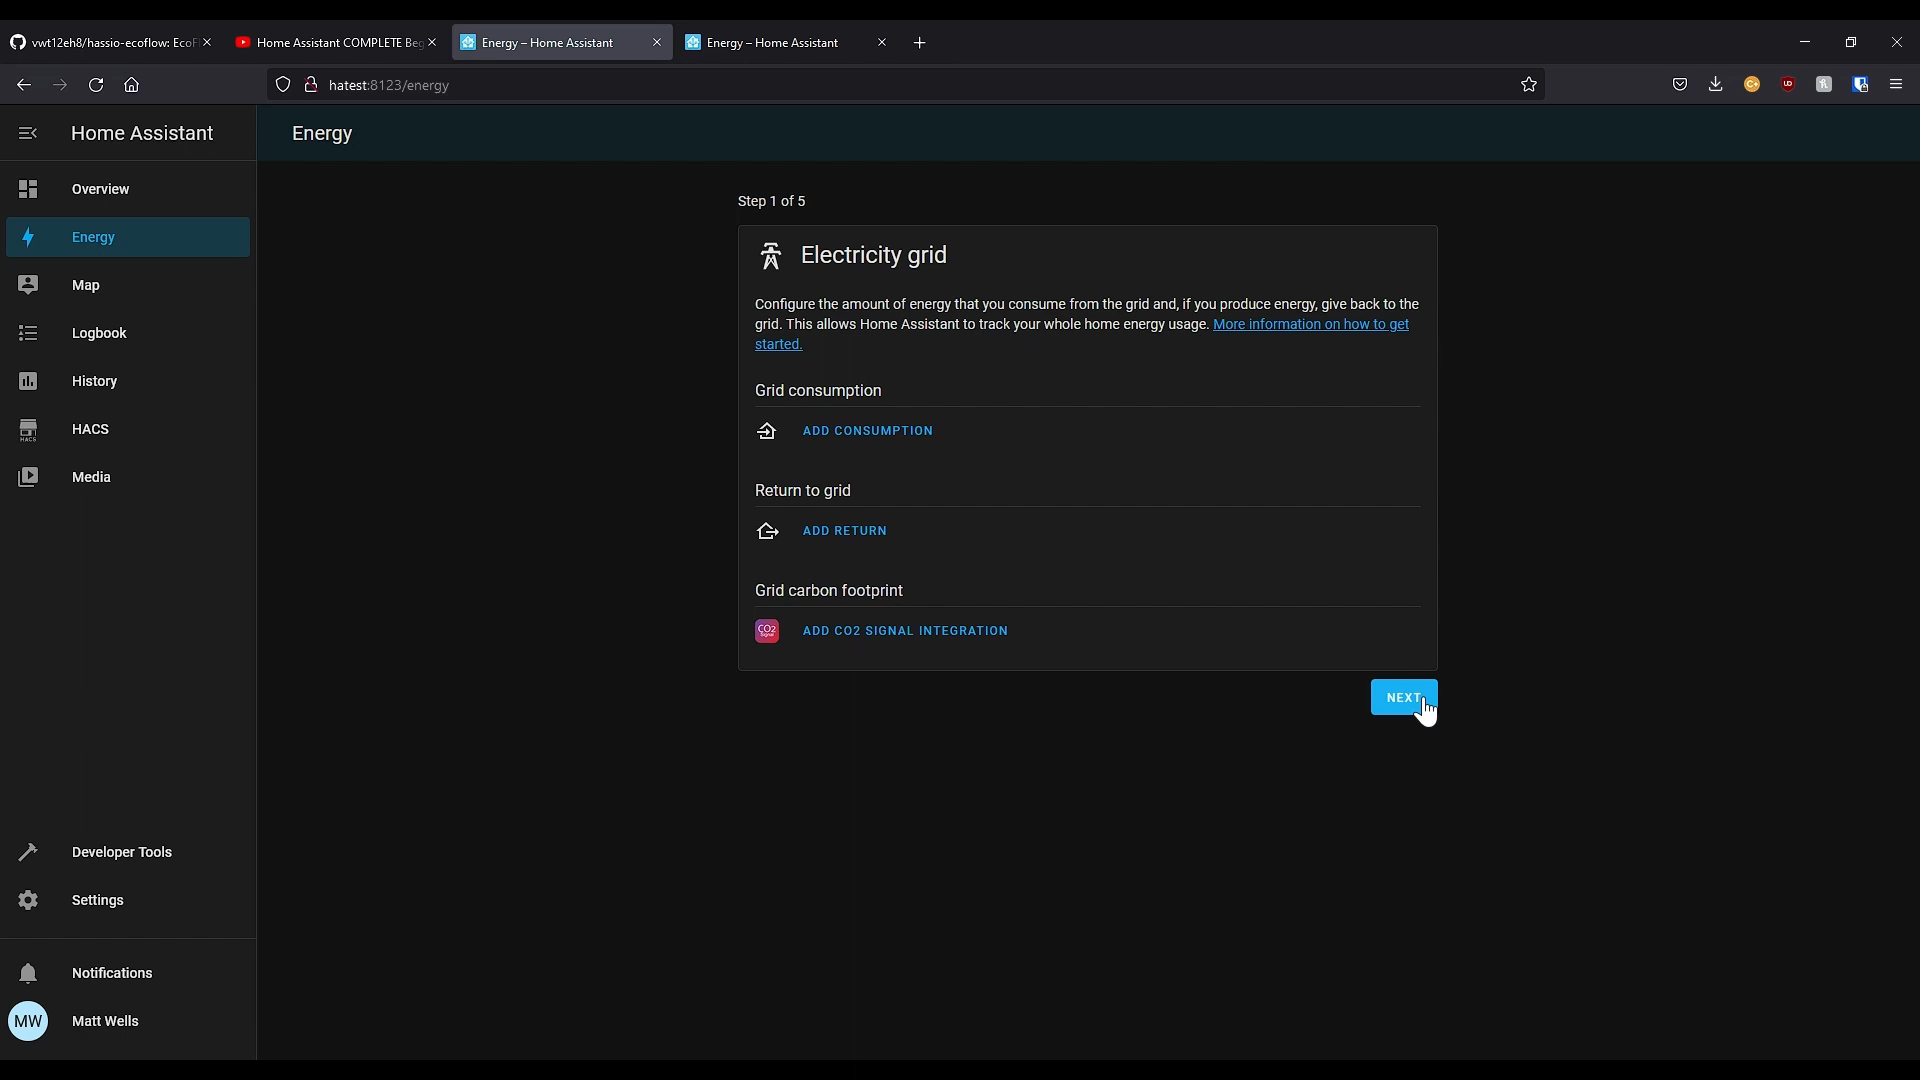 vwt12eh8/hassio-ecoflow: EcoFl
Home Assistant COMPLETE Beg
Energy – Home Assistant
Energy – Home Assistant
hatest:8123/energy
Home Assistant
Energy
Overview
Energy
Map
Logbook
History
HACS
Media
Developer Tools
Settings
Notifications
MW
Matt Wells
Step 1 of 5
Electricity grid
Configure the amount of energy that you consume from the grid and, if you produce energy, give back to the
grid. This allows Home Assistant to track your whole home energy usage. More information on how to get
started.
Grid consumption
ADD CONSUMPTION
Return to grid
ADD RETURN
Grid carbon footprint
CO2
Signal
ADD CO2 SIGNAL INTEGRATION
NEXT